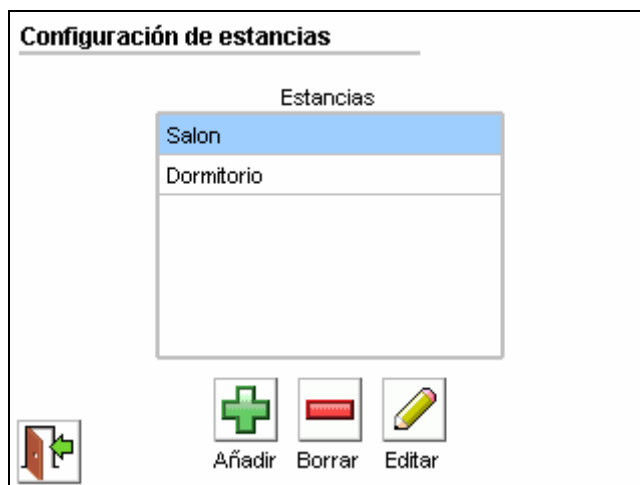 Configuración de estancias
Estancias
Salon
Dormitorio
Añadir Borrar Editar